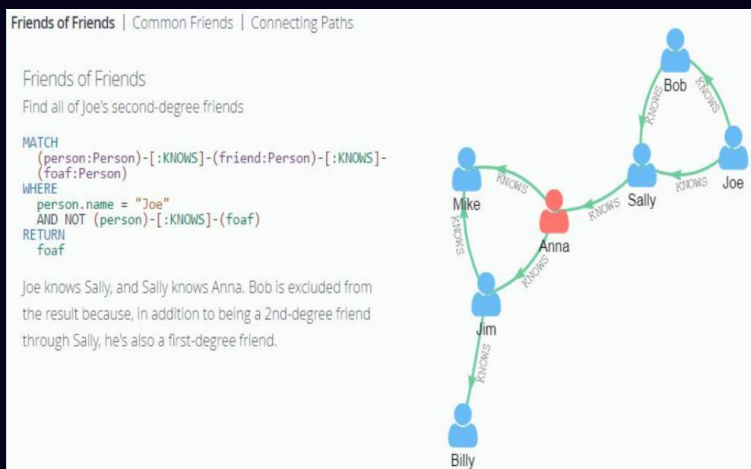 Friends of Friends | Common Friends | Connecting Paths
Friends of Friends
Find all of Joe's second-degree friends
MATCH
(person:Person)-[:KNOWS]-(friend:Person)-[:KNOWS]-
(foaf:Person)
WHERE
person.name = "Joe"
AND NOT (person)-[:KNOWS]-(foaf)
RETURN
foaf
Joe knows Sally, and Sally knows Anna. Bob is excluded from
the result because, in addition to being a 2nd-degree friend
through Sally, he's also a first-degree friend.
Bob
KNOWS
KNOWS
Joe
KNOWS
Sally
KNOWS
Mike
KNOWS
Anna
KNOWS
KNOWS
Jim
KNOWS
Billy